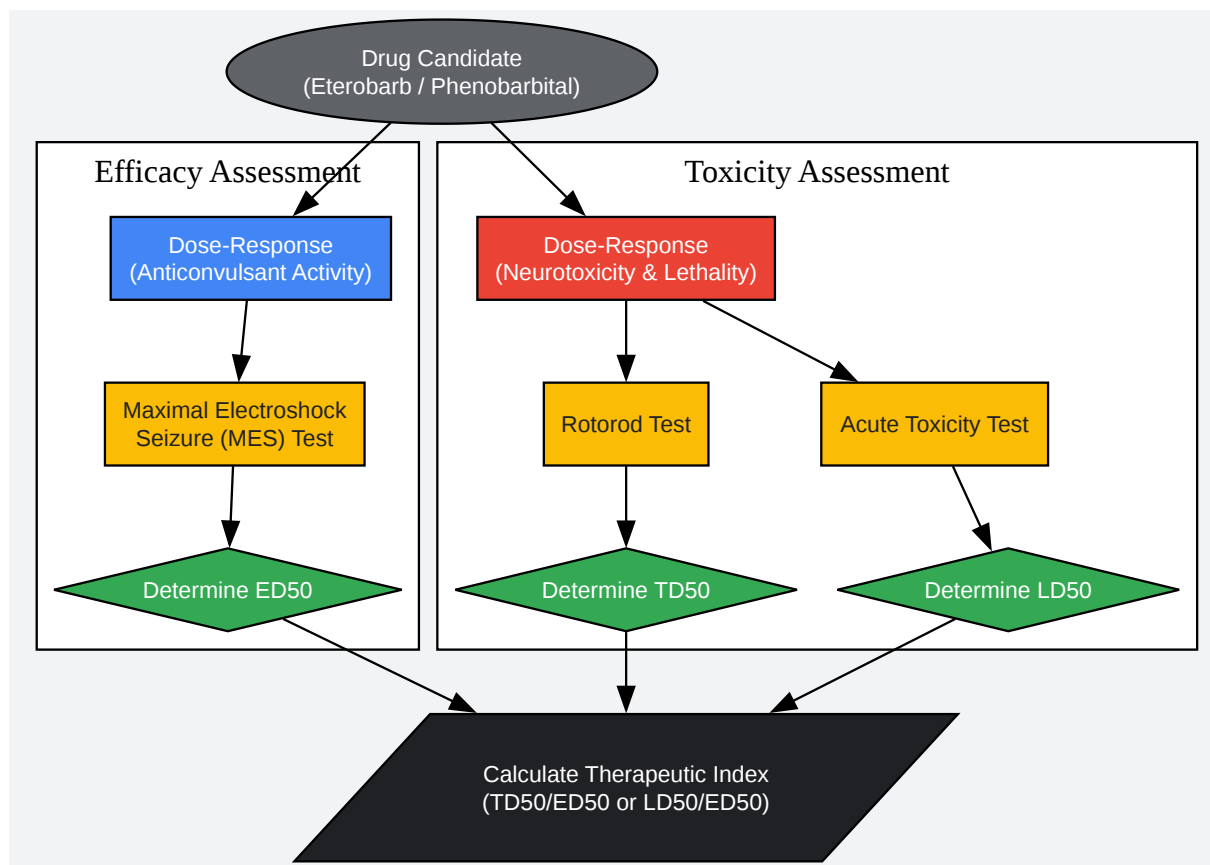 Drug Candidate
(Eterobarb / Phenobarbital)
Efficacy Assessment
Toxicity Assessment
Dose-Response
(Anticonvulsant Activity)
Dose-Response
(Neurotoxicity & Lethality)
Maximal Electroshock
Seizure (MES) Test
Rotorod Test
Acute Toxicity Test
Determine ED50
Determine TD50
Determine LD50
Calculate Therapeutic Index
(TD50/ED50 or LD50/ED50)